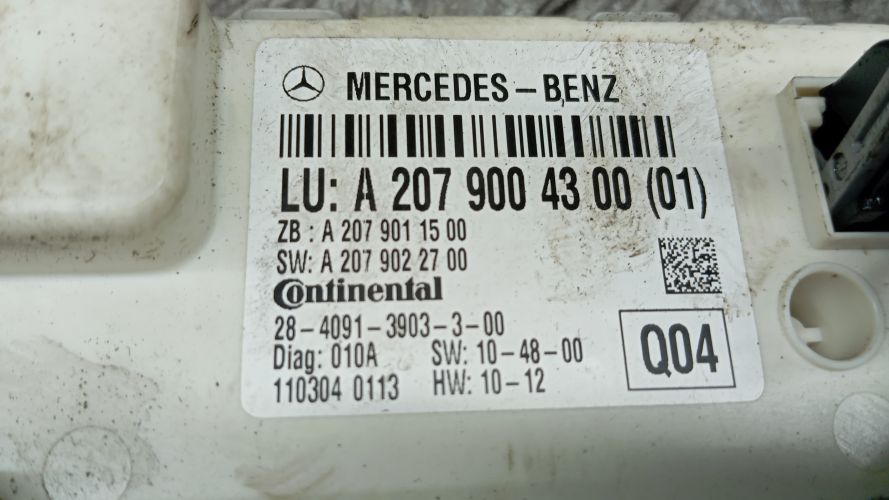 MERCEDES-BENZ
LU: A 207 900 43 00 (01)
ZB : A 207 901 15 00
SW: A 207 902 27 00
Continental
28-4091-3903-3-00
Diag: 010A SW: 10-48-00
110304 0113 HW: 10-12
Q04